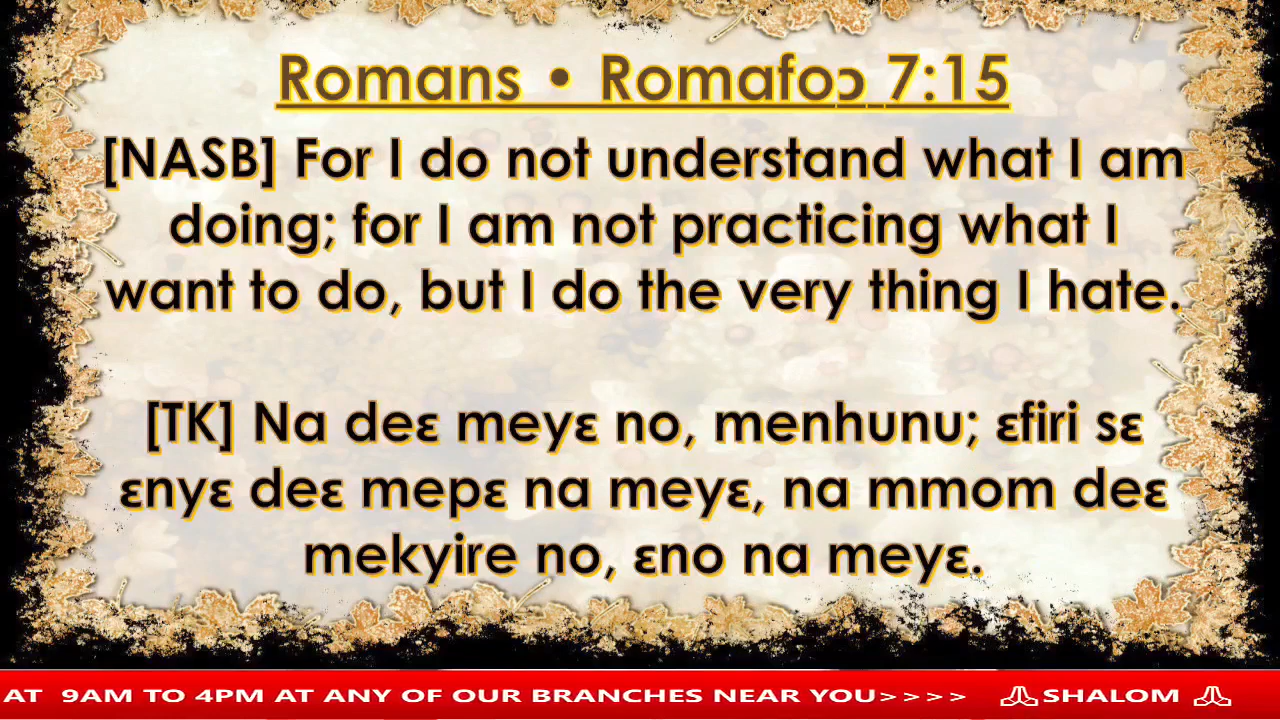 Romans • Romafoɔ 7:15
[NASB] For I do not understand what I am
doing; for I am not practicing what I
want to do, but I do the very thing I hate.
[TK] Na deɛ meyɛ no, menhunu; ɛfiri sɛ
ɛnyɛ deɛ mepɛ na meyɛ, na mmom deɛ
mekyire no, ɛno na meyɛ.
AT 9AM TO 4PM AT ANY OF OUR BRANCHES NEAR YOU>>>> 🙏SHALOM 🙏